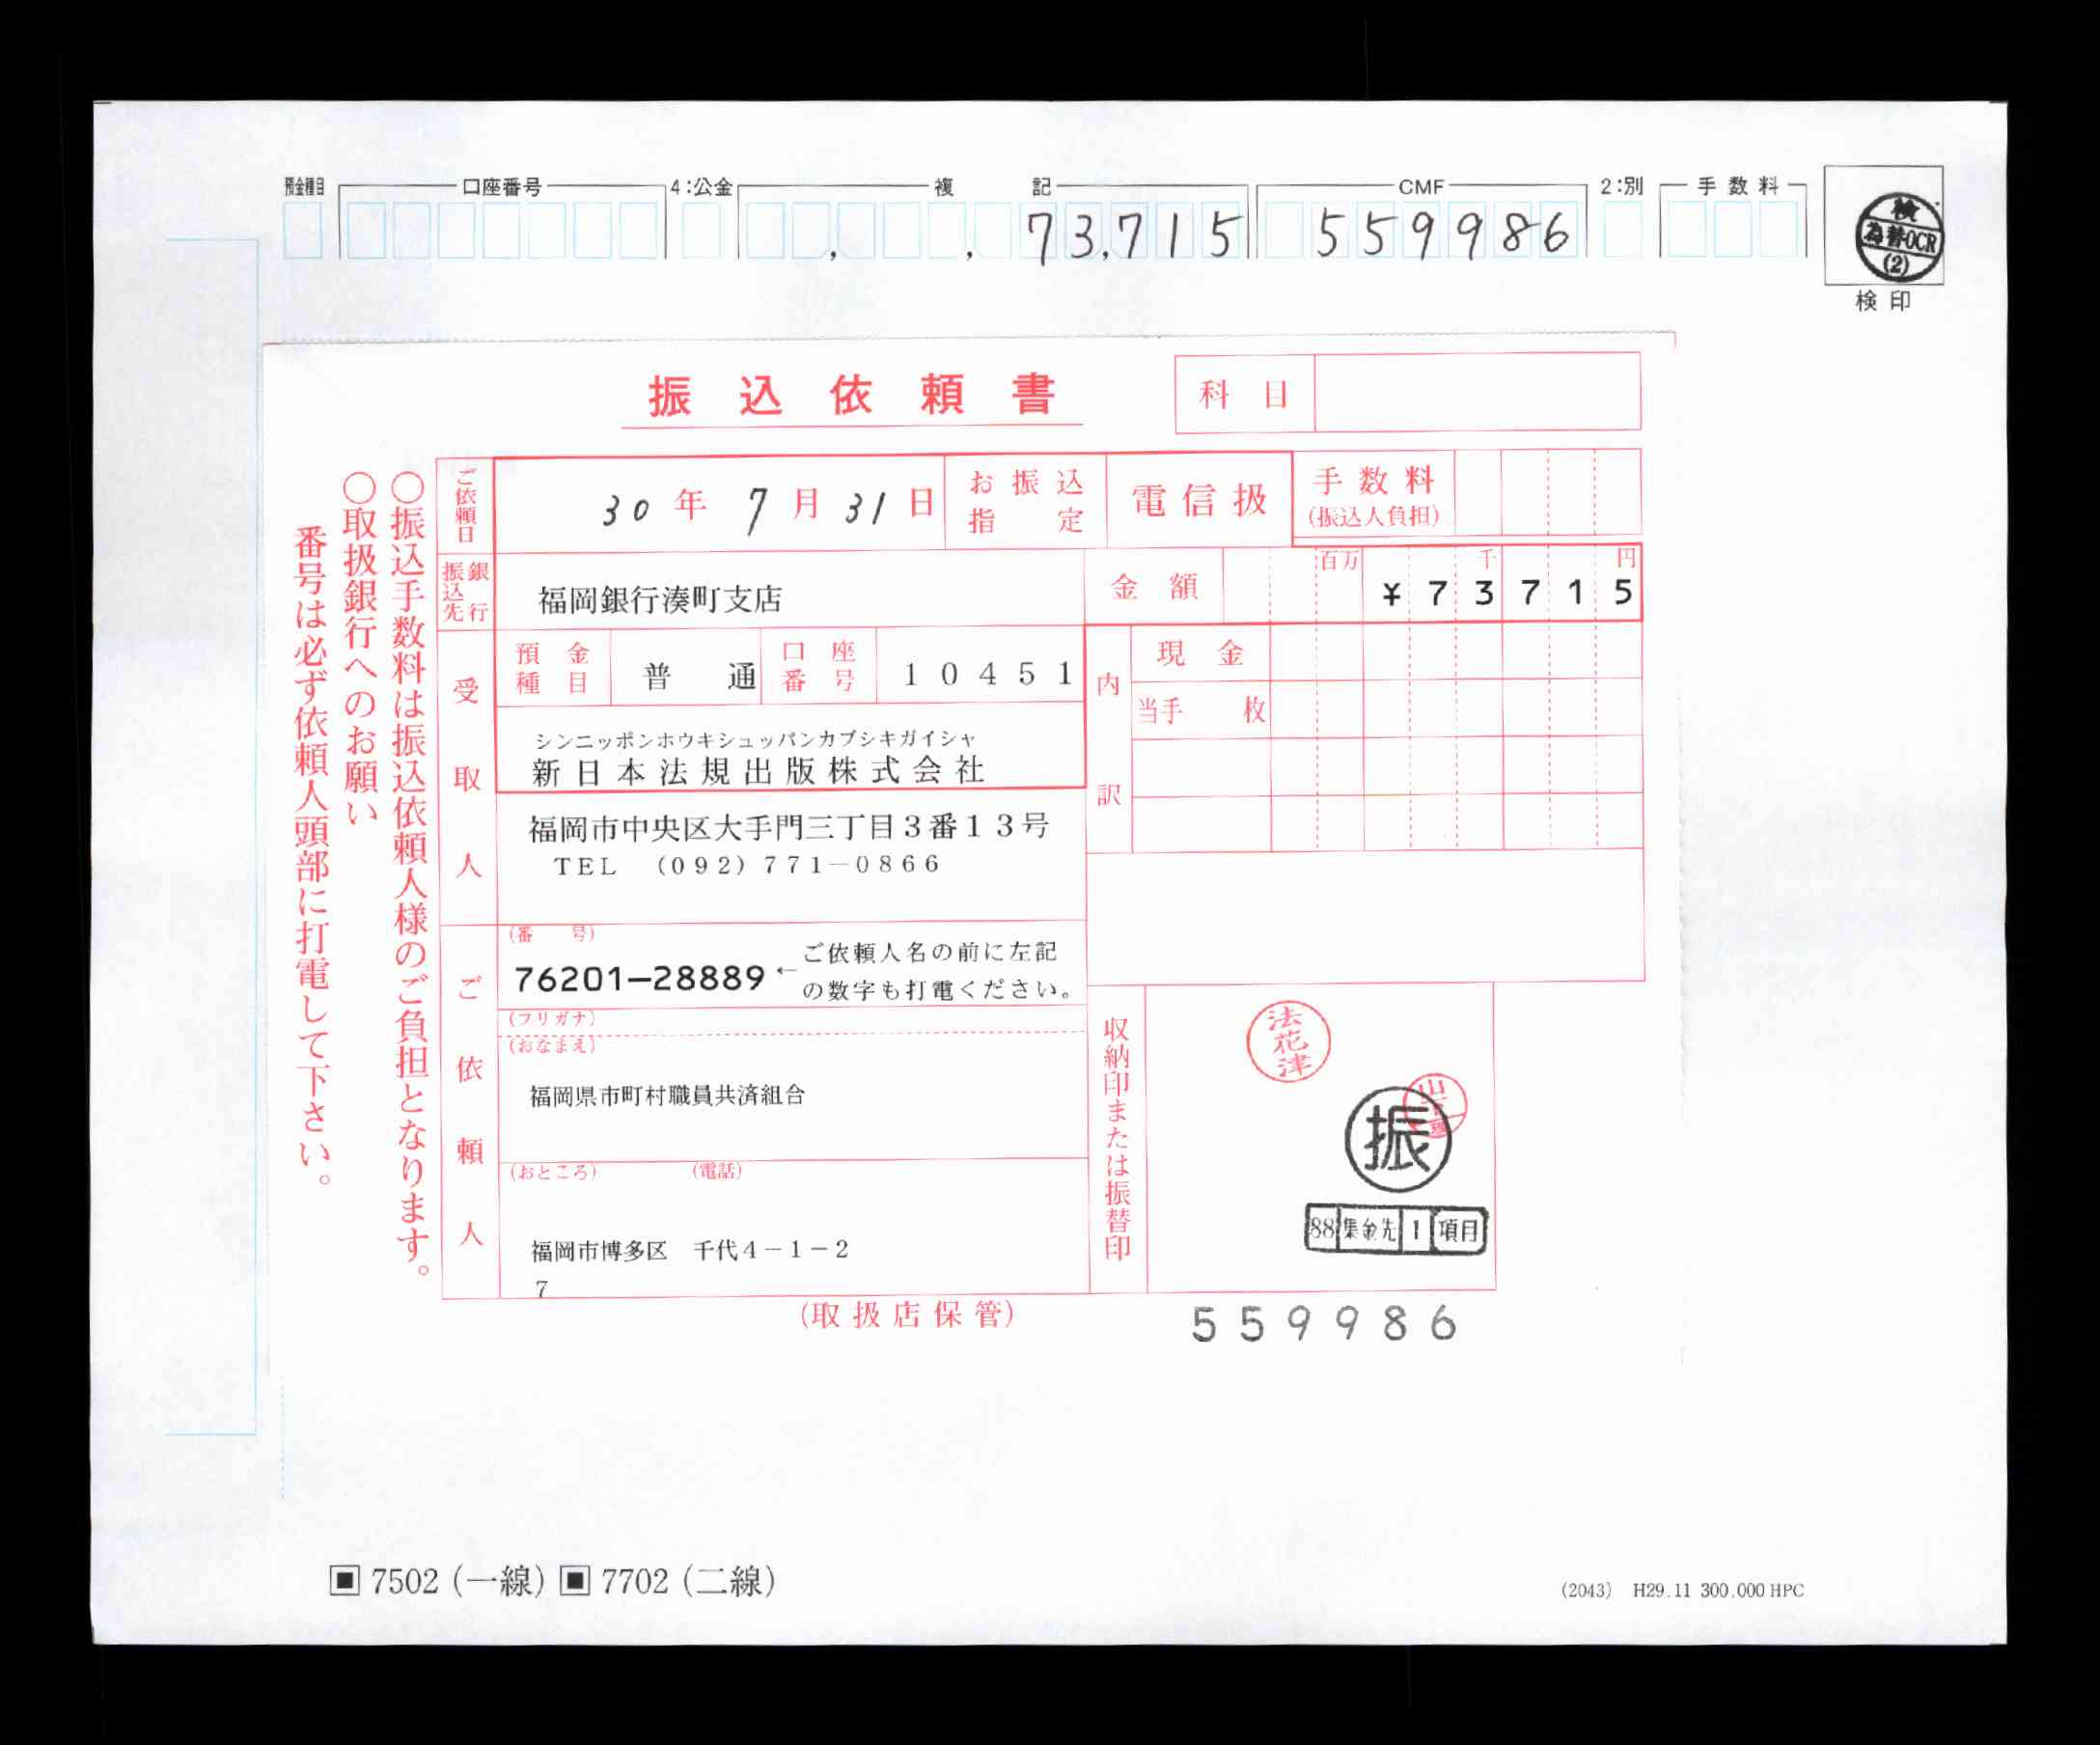 預金種目 口座番号 4:公金 複 記 CMF 2:別 手数料
73,715 559986
検
為替OCR
(2)
検印
振込依頼書
科目
ご依頼日 30年7月31日 お振込指定 電信扱 手数料
(振込人負担)
振込先銀行 福岡銀行湊町支店 金額 百万 千 円
¥73715
受取人 預金種目 普通 口座番号 10451
内訳 現金
当手 枚
シンニッポンホウキシュッパンカブシキガイシャ
新日本法規出版株式会社
福岡市中央区大手門三丁目3番13号
TEL (092)771-0866
ご依頼人 (番 号)
76201-28889 ← ご依頼人名の前に左記
の数字も打電ください。
(フリガナ)
(おなまえ)
福岡県市町村職員共済組合
(おところ) (電話)
福岡市博多区 千代4-1-2
7
収納印または振替印
法花津
振
88 集金先 1 項目
(取扱店保管)
559986
○振込手数料は振込依頼人様のご負担となります。
○取扱銀行へのお願い
番号は必ず依頼人頭部に打電して下さい。
▣7502(一線)▣7702(二線)
(2043) H29.11 300,000 HPC